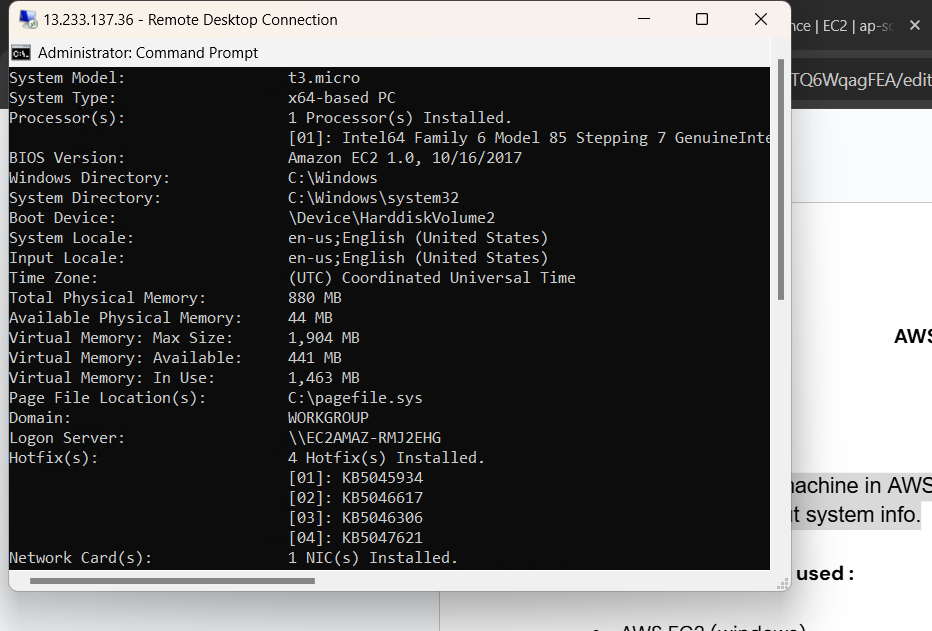 13.233.137.36 - Remote Desktop Connection
Administrator: Command Prompt
System Model: t3.micro
System Type: x64-based PC
Processor(s): 1 Processor(s) Installed.
[01]: Intel64 Family 6 Model 85 Stepping 7 GenuineInte
BIOS Version: Amazon EC2 1.0, 10/16/2017
Windows Directory: C:\Windows
System Directory: C:\Windows\system32
Boot Device: \Device\HarddiskVolume2
System Locale: en-us;English (United States)
Input Locale: en-us;English (United States)
Time Zone: (UTC) Coordinated Universal Time
Total Physical Memory: 880 MB
Available Physical Memory: 44 MB
Virtual Memory: Max Size: 1,904 MB
Virtual Memory: Available: 441 MB
Virtual Memory: In Use: 1,463 MB
Page File Location(s): C:\pagefile.sys
Domain: WORKGROUP
Logon Server: \\EC2AMAZ-RMJ2EHG
Hotfix(s): 4 Hotfix(s) Installed.
[01]: KB5045934
[02]: KB5046617
[03]: KB5046306
[04]: KB5047621
Network Card(s): 1 NIC(s) Installed.
nce | EC2 | ap-so
TQ6WqagFEA/edit
AWS
machine in AWS
ut system info.
used :
AWS EC2 (windows)